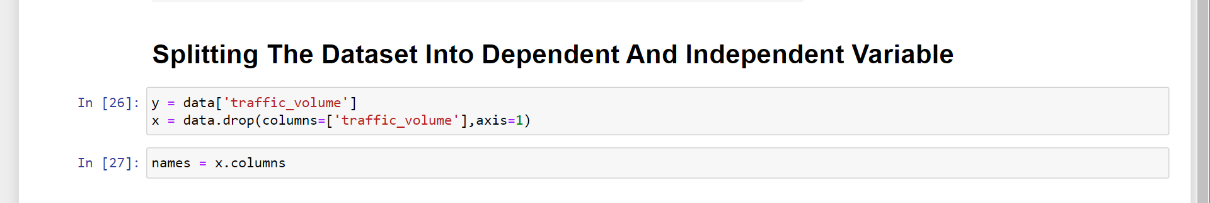 Splitting The Dataset Into Dependent And Independent Variable
In [26]: y = data['traffic_volume']
x = data.drop(columns=['traffic_volume'],axis=1)
In [27]: names = x.columns